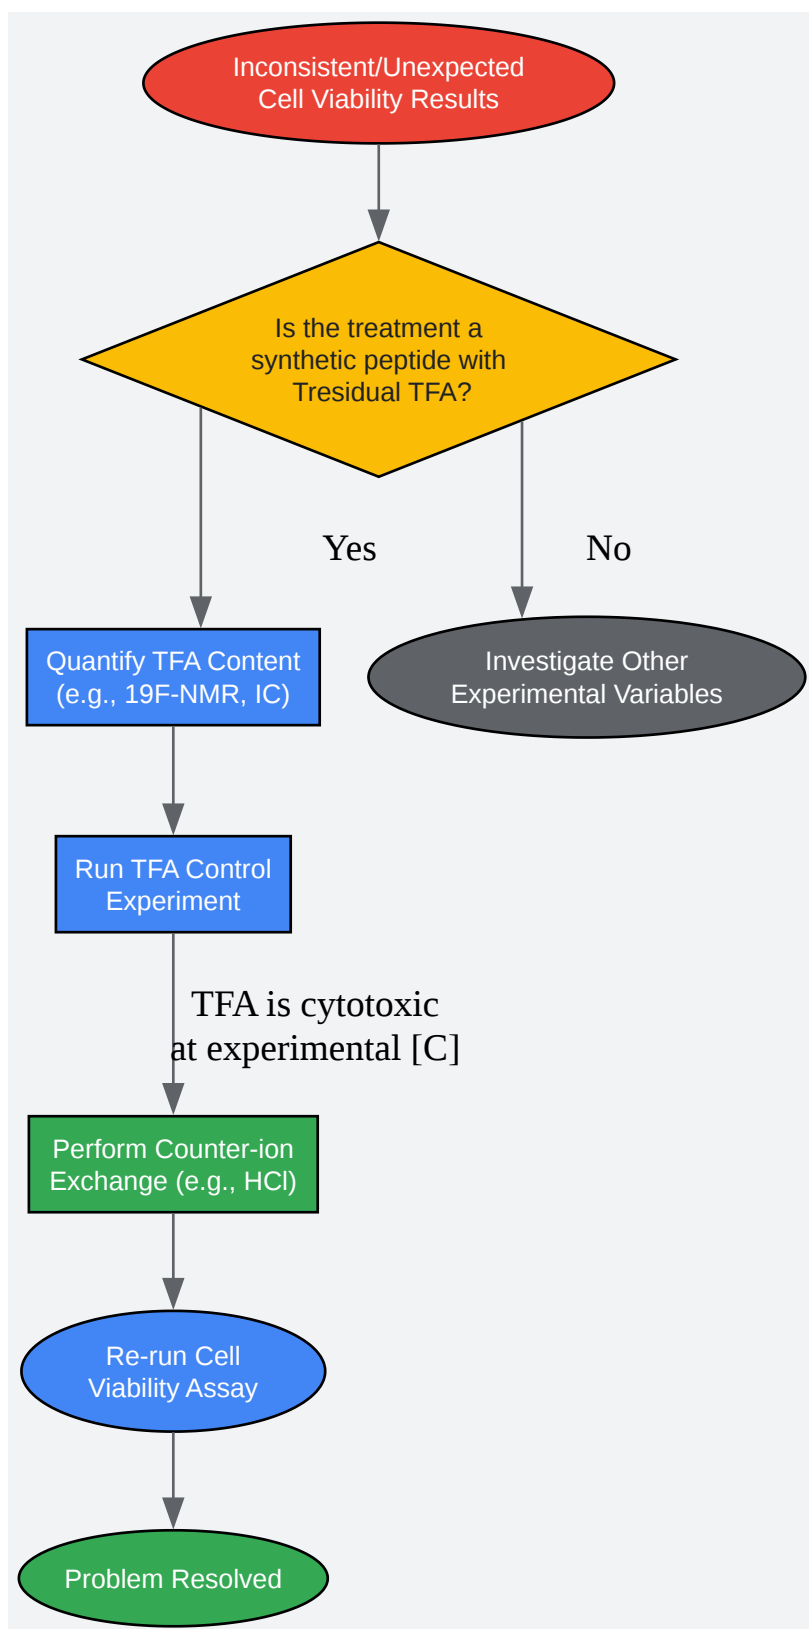 Inconsistent/Unexpected
Cell Viability Results
Is the treatment a
synthetic peptide with
Tresidual TFA?
Yes
No
Quantify TFA Content
(e.g., 19F-NMR, IC)
Investigate Other
Experimental Variables
Run TFA Control
Experiment
TFA is cytotoxic
at experimental [C]
Perform Counter-ion
Exchange (e.g., HCl)
Re-run Cell
Viability Assay
Problem Resolved